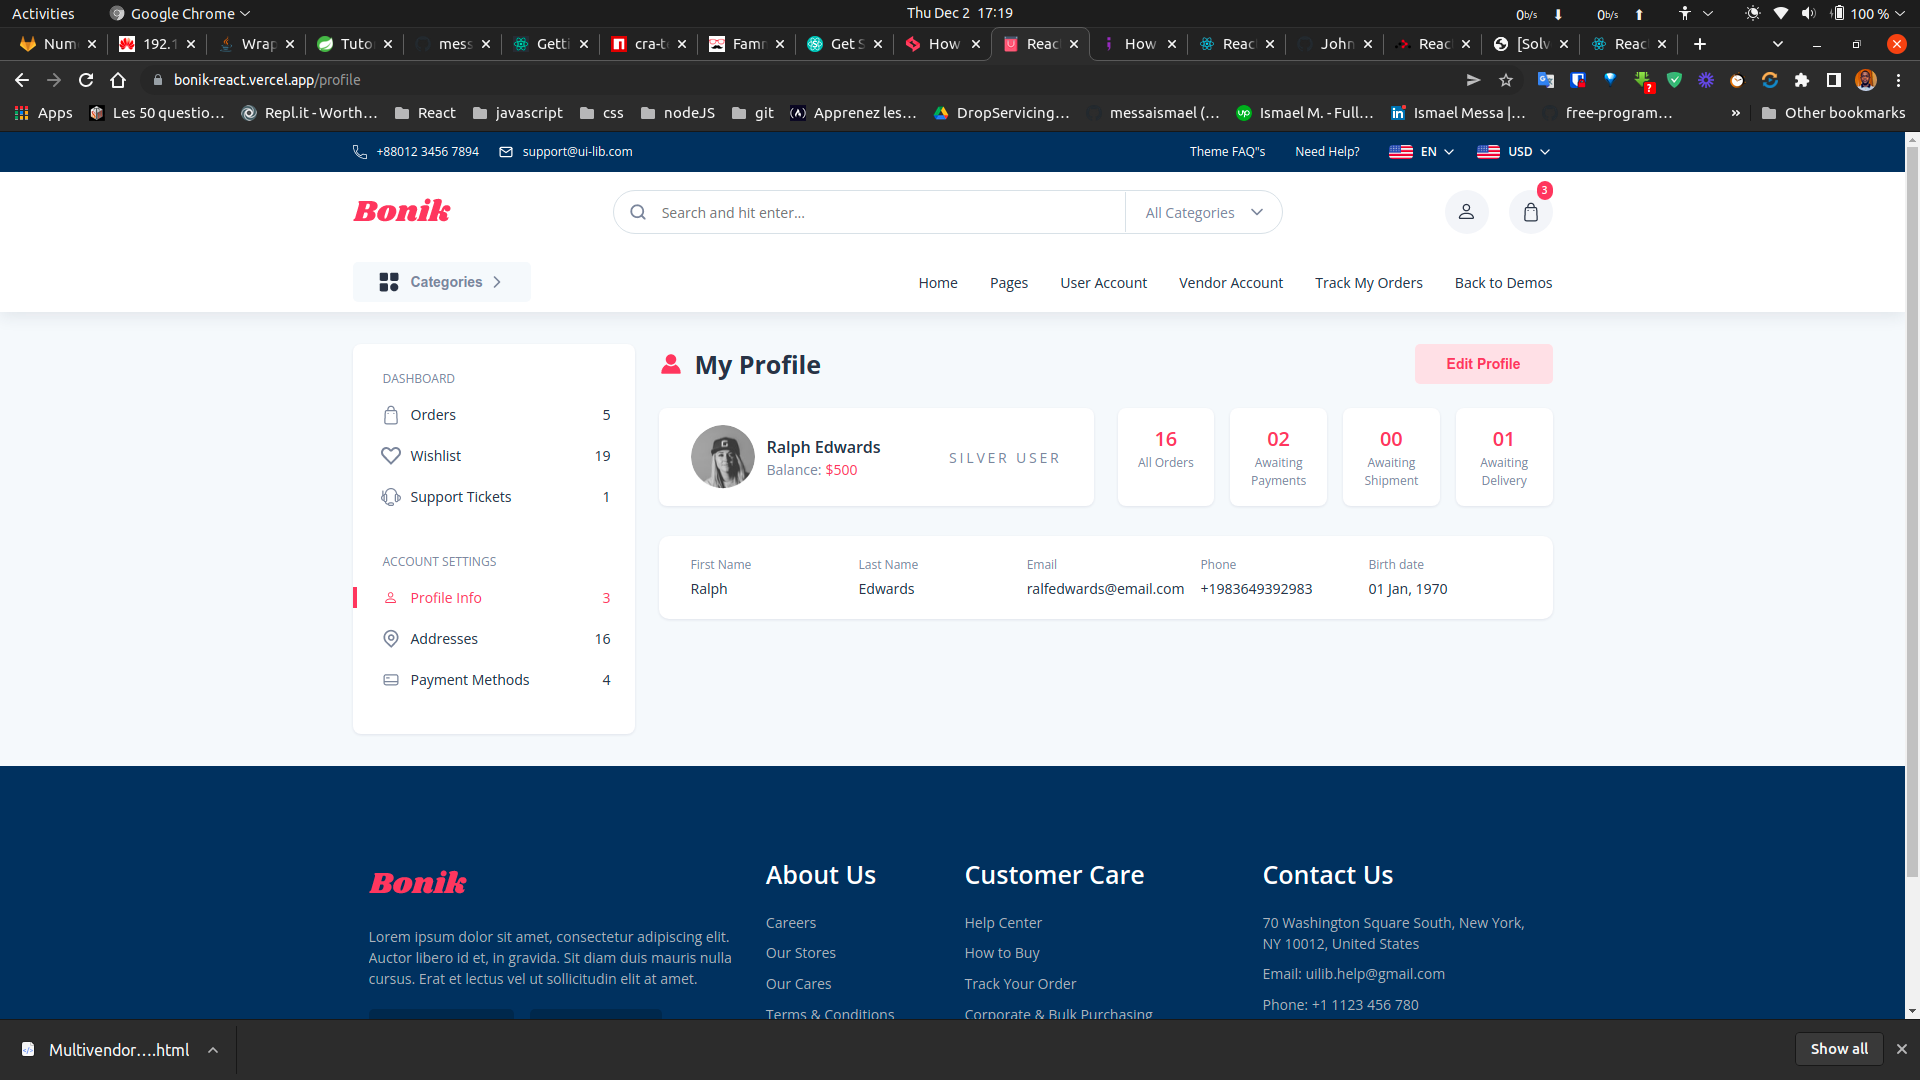 Activities Google Chrome Thu Dec 2 17:19 0b/s 0b/s 100 %
Num 192.1 Wrap Tuto mess Getti cra-t Famr Get S How Reac How Reac John Reac [Solv Reac
bonik-react.vercel.app/profile
Apps Les 50 questio... Repl.it - Worth... React javascript css nodeJS git Apprenez les... DropServicing... messaismael (... Ismael M. - Full... Ismael Messa |... free-program... » Other bookmarks
+88012 3456 7894 support@ui-lib.com Theme FAQ"s Need Help? EN USD
Bonik Search and hit enter... All Categories 3
Categories Home Pages User Account Vendor Account Track My Orders Back to Demos
My Profile Edit Profile
DASHBOARD
Orders 5
Wishlist 19
Support Tickets 1
ACCOUNT SETTINGS
Profile Info 3
Addresses 16
Payment Methods 4
Ralph Edwards
Balance: $500
SILVER USER
16
All Orders
02
Awaiting
Payments
00
Awaiting
Shipment
01
Awaiting
Delivery
First Name Last Name Email Phone Birth date
Ralph Edwards ralfedwards@email.com +1983649392983 01 Jan, 1970
Bonik
Lorem ipsum dolor sit amet, consectetur adipiscing elit.
Auctor libero id et, in gravida. Sit diam duis mauris nulla
cursus. Erat et lectus vel ut sollicitudin elit at amet.
About Us
Careers
Our Stores
Our Cares
Terms & Conditions
Customer Care
Help Center
How to Buy
Track Your Order
Corporate & Bulk Purchasing
Contact Us
70 Washington Square South, New York,
NY 10012, United States
Email: uilib.help@gmail.com
Phone: +1 1123 456 780
Multivendor....html Show all